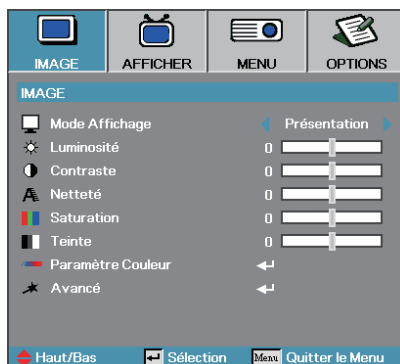 IMAGE AFFICHER MENU OPTIONS
IMAGE
Mode Affichage Présentation
Luminosité 0
Contraste 0
Netteté 0
Saturation 0
Teinte 0
Paramètre Couleur
Avancé
Haut/Bas Sélection Menu Quitter le Menu